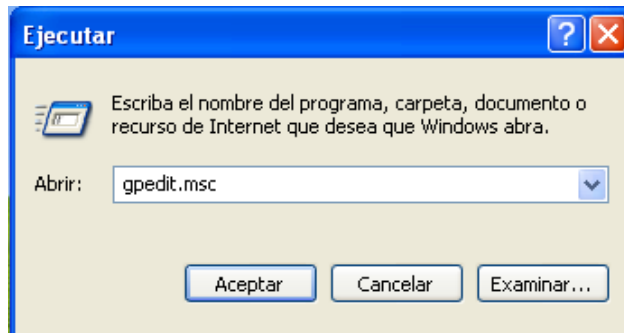 Ejecutar
Escriba el nombre del programa, carpeta, documento o
recurso de Internet que desea que Windows abra.
Abrir: gpedit.msc
Aceptar Cancelar Examinar...